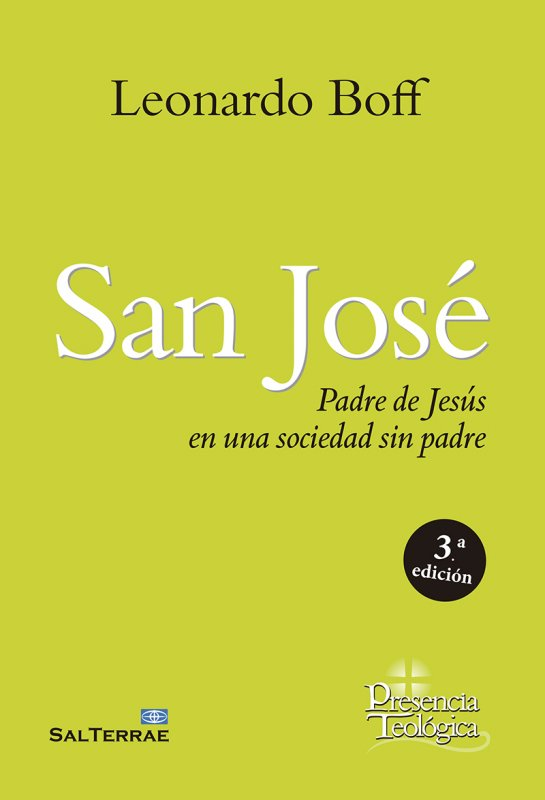 Leonardo Boff
San José
Padre de Jesús
en una sociedad sin padre
3.ª
edición
Presencia
Teológica
SALTERRAE